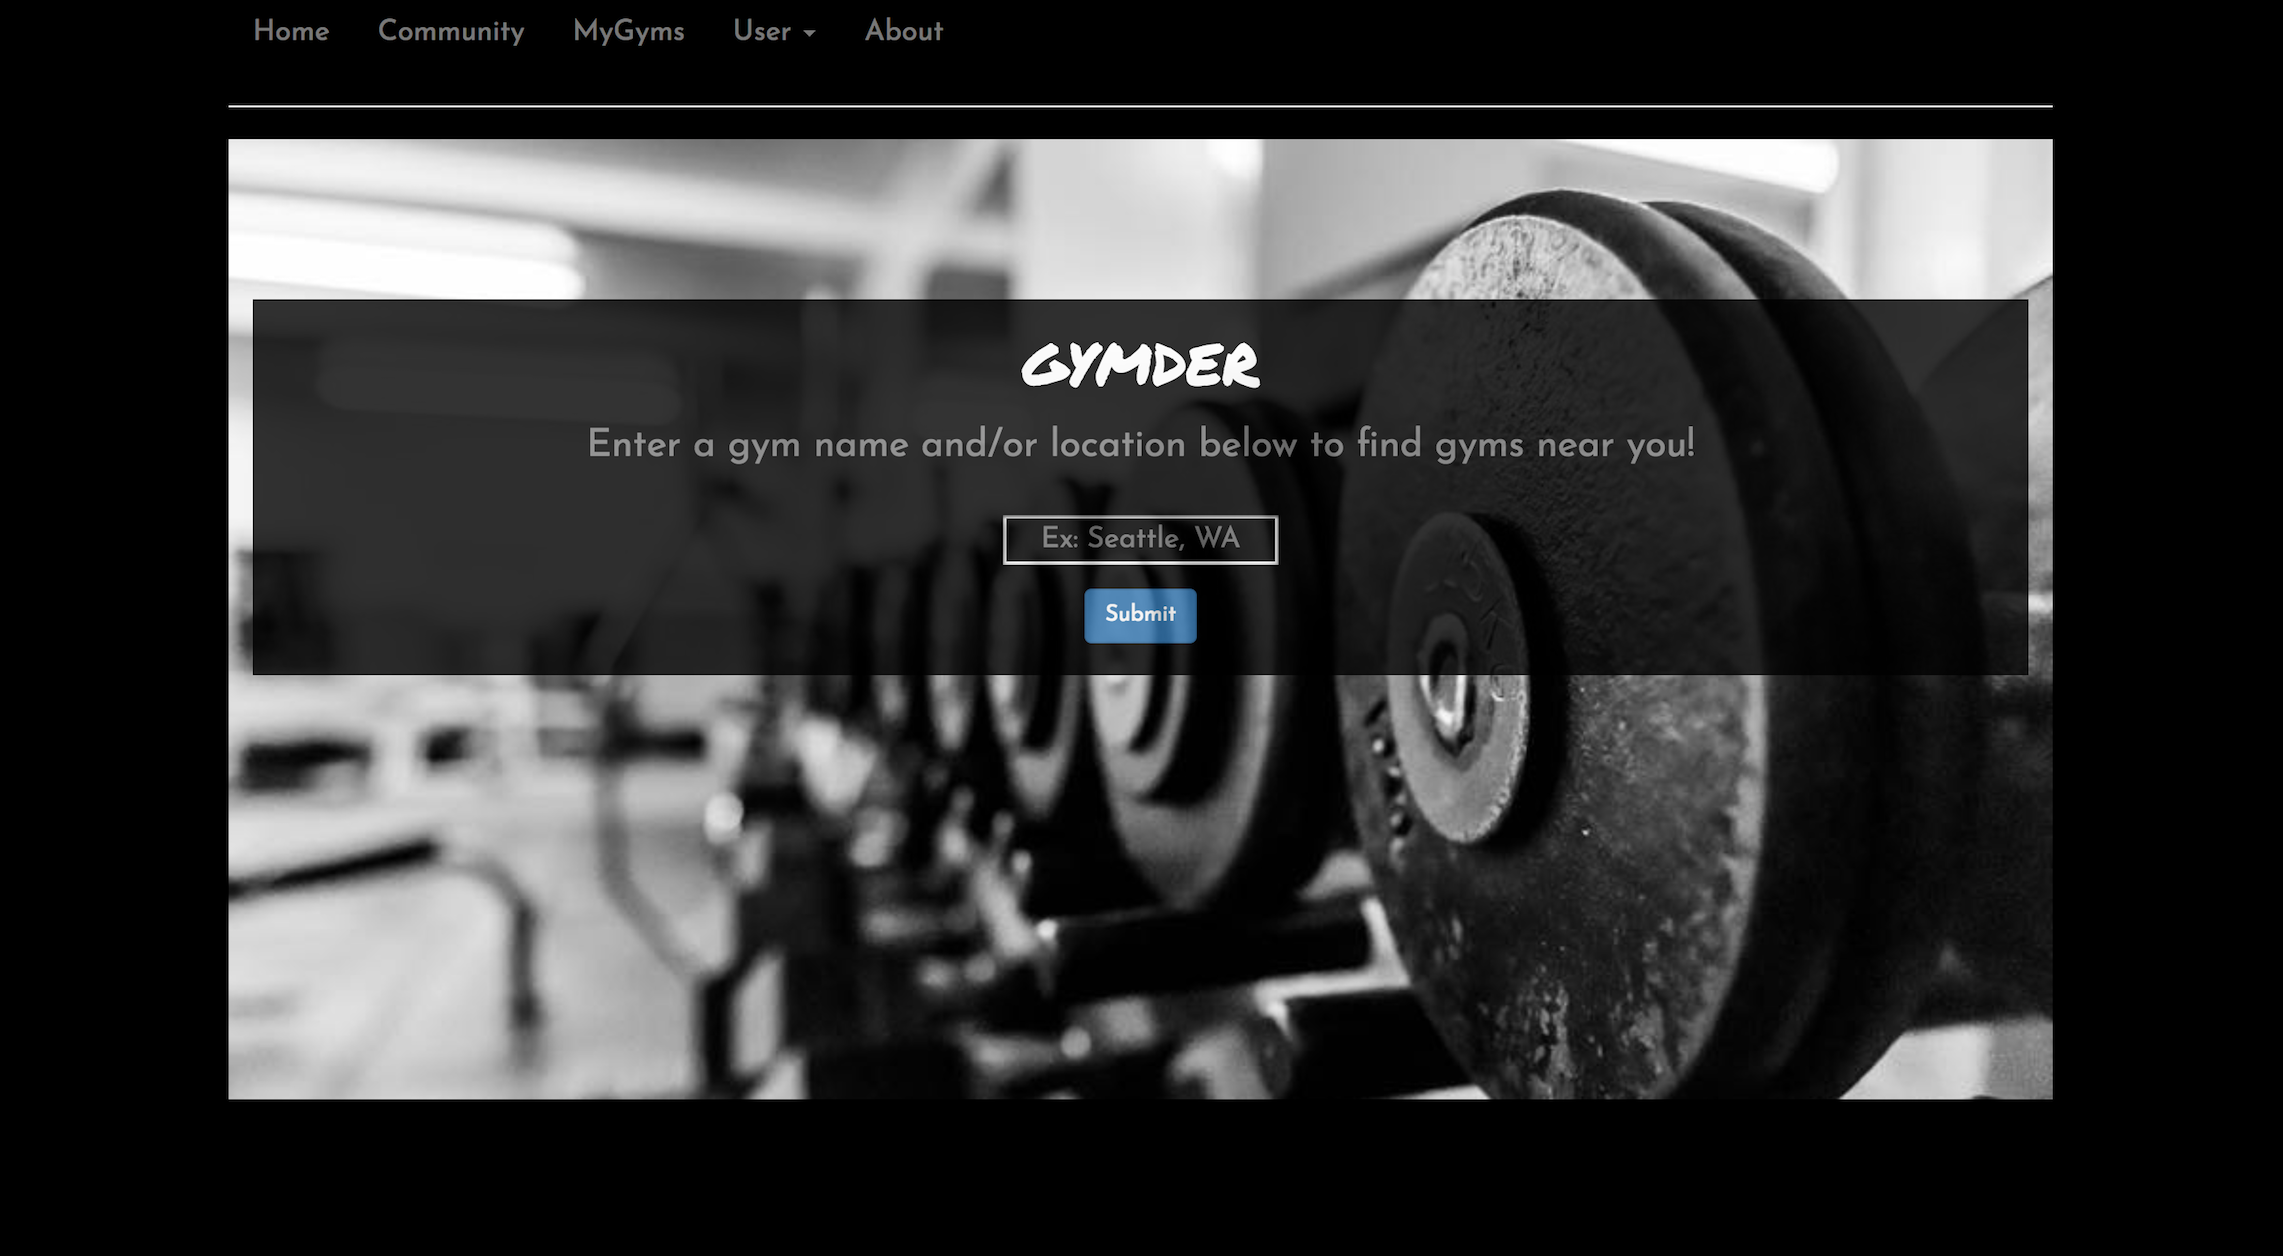 Home Community MyGyms User About
GYMDER
Enter a gym name and/or location below to find gyms near you!
Ex: Seattle, WA
Submit